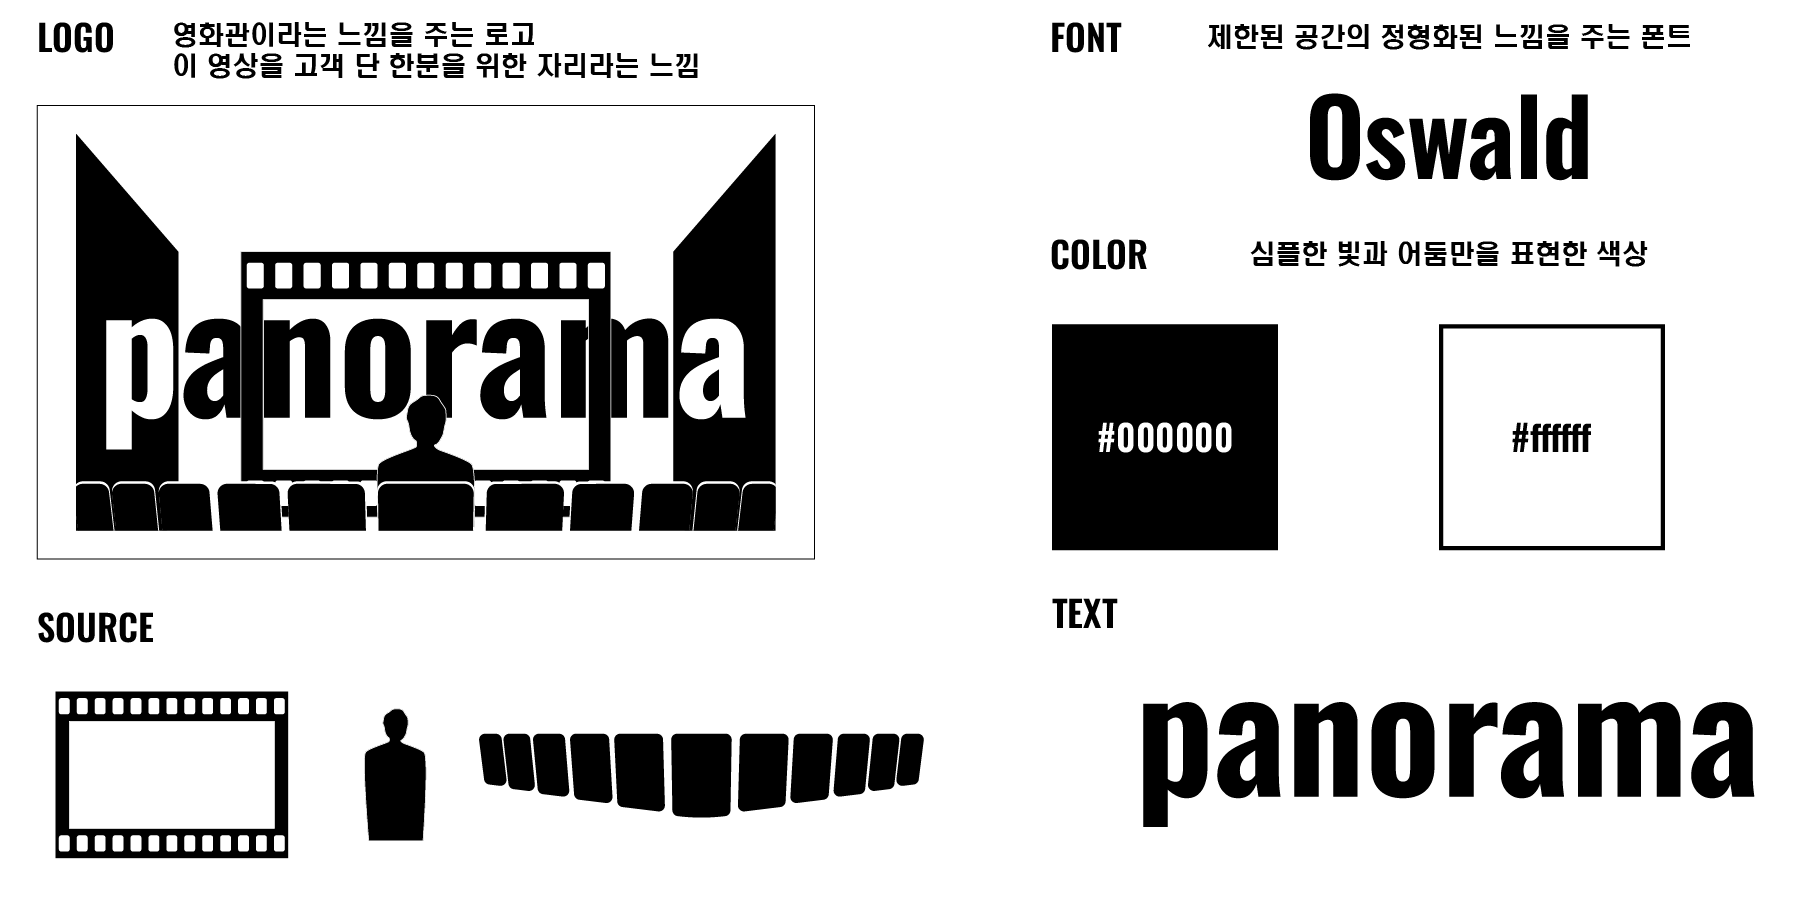 LOGO
영화관이라는 느낌을 주는 로고
이 영상을 고객 단 한분을 위한 자리라는 느낌
panorama
SOURCE
FONT
제한된 공간의 정형화된 느낌을 주는 폰트
Oswald
COLOR
심플한 빛과 어둠만을 표현한 색상
#000000
#ffffff
TEXT
panorama